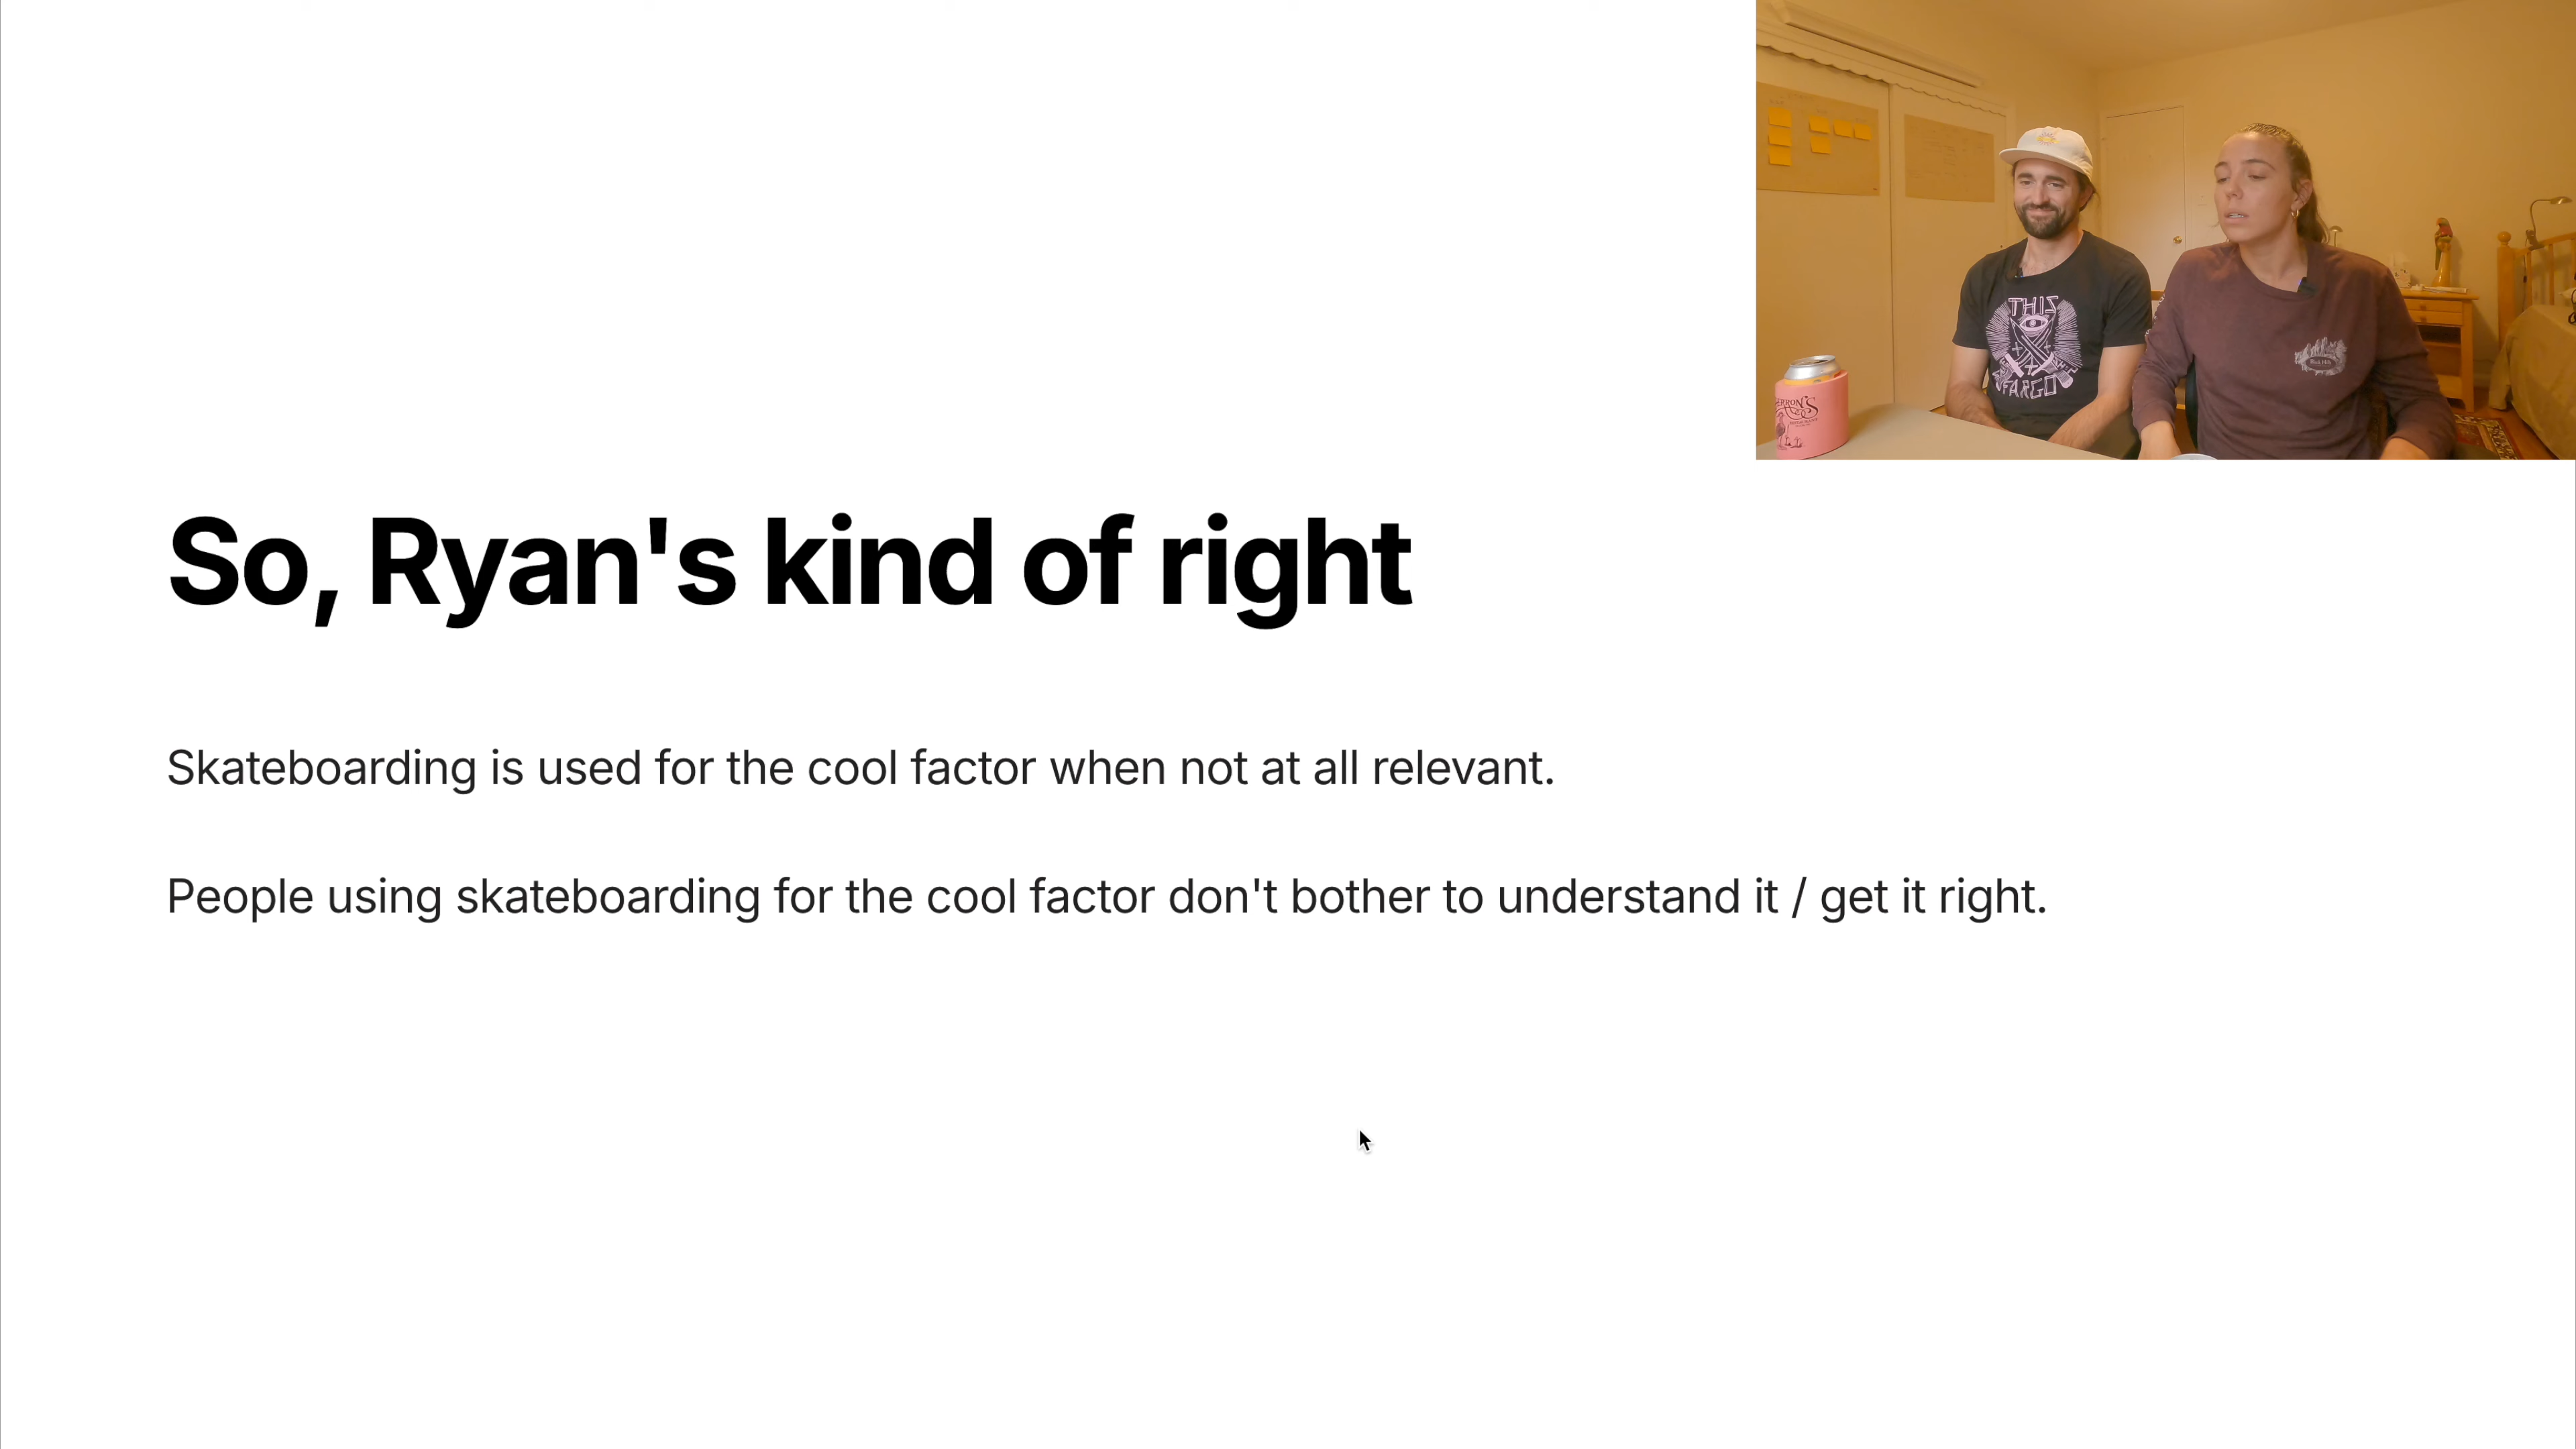 So, Ryan's kind of right
Skateboarding is used for the cool factor when not at all relevant.
People using skateboarding for the cool factor don't bother to understand it / get it right.
THIS
FARGO